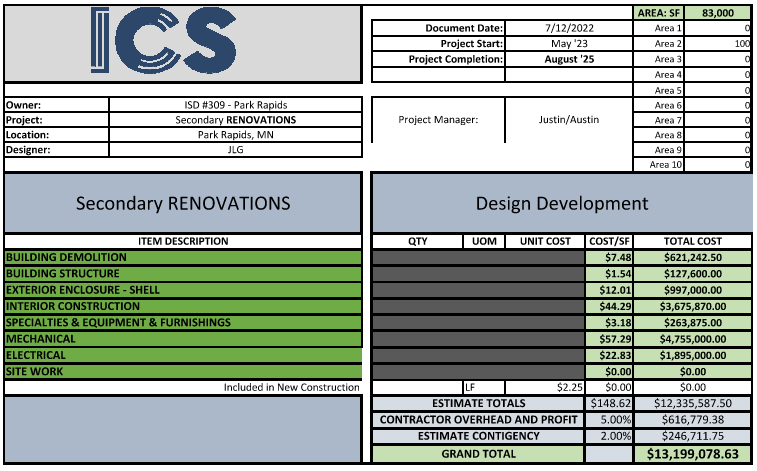 ICS
AREA: SF 83,000
Document Date: 7/12/2022 Area 1 0
Project Start: May '23 Area 2 100
Project Completion: August '25 Area 3 0
Area 4 0
Area 5 0
Owner: ISD #309 - Park Rapids Area 6 0
Project: Secondary RENOVATIONS Project Manager: Justin/Austin Area 7 0
Location: Park Rapids, MN Area 8 0
Designer: JLG Area 9 0
Area 10 0
Secondary RENOVATIONS Design Development
ITEM DESCRIPTION QTY UOM UNIT COST COST/SF TOTAL COST
BUILDING DEMOLITION $7.48 $621,242.50
BUILDING STRUCTURE $1.54 $127,600.00
EXTERIOR ENCLOSURE - SHELL $12.01 $997,000.00
INTERIOR CONSTRUCTION $44.29 $3,675,870.00
SPECIALTIES & EQUIPMENT & FURNISHINGS $3.18 $263,875.00
MECHANICAL $57.29 $4,755,000.00
ELECTRICAL $22.83 $1,895,000.00
SITE WORK $0.00 $0.00
Included in New Construction LF $2.25 $0.00 $0.00
ESTIMATE TOTALS $148.62 $12,335,587.50
CONTRACTOR OVERHEAD AND PROFIT 5.00% $616,779.38
ESTIMATE CONTIGENCY 2.00% $246,711.75
GRAND TOTAL $13,199,078.63